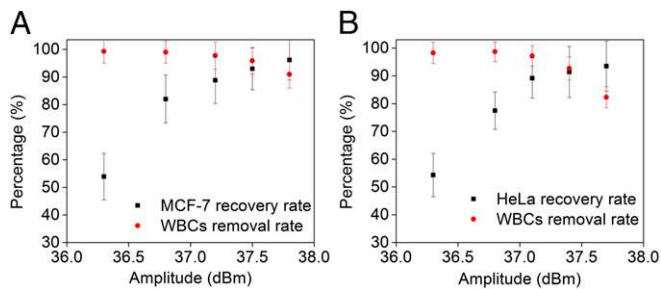 A
B
100
90
80
70
60
50
40
30
Percentage (%)
MCF-7 recovery rate
WBCs removal rate
36.0 36.5 37.0 37.5 38.0
Amplitude (dBm)
100
90
80
70
60
50
40
30
Percentage (%)
HeLa recovery rate
WBCs removal rate
36.0 36.5 37.0 37.5 38.0
Amplitude (dBm)